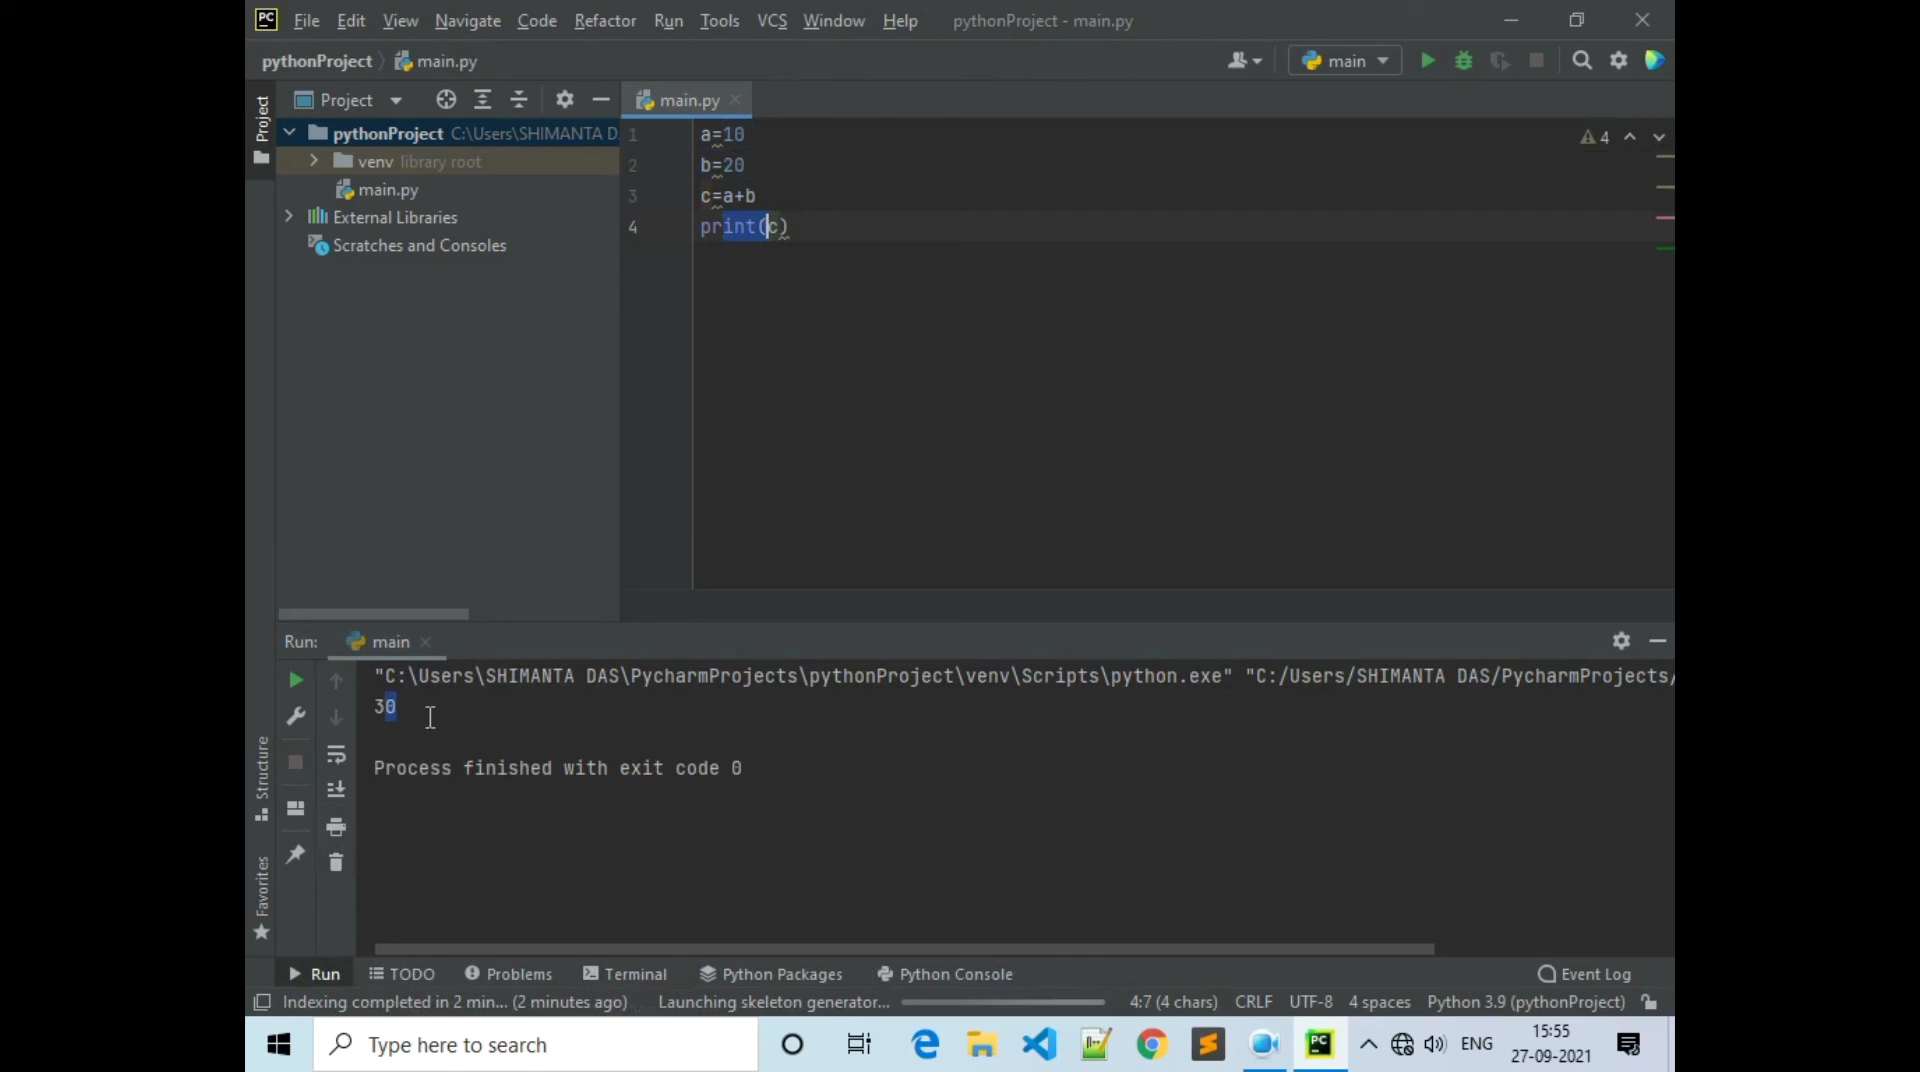 PC File Edit View Navigate Code Refactor Run Tools VCS Window Help pythonProject - main.py
pythonProject main.py
main
Project
Project
main.py
pythonProject C:\Users\SHIMANTA D
venv library root
main.py
External Libraries
Scratches and Consoles
1 a=10
2 b=20
3 c=a+b
4 print(c)
4
Run: main
"C:\Users\SHIMANTA DAS\PycharmProjects\pythonProject\venv\Scripts\python.exe" "C:/Users/SHIMANTA DAS/PycharmProjects/
30
Process finished with exit code 0
Structure
Favorites
Run TODO Problems Terminal Python Packages Python Console Event Log
Indexing completed in 2 min... (2 minutes ago) Launching skeleton generator... 4:7 (4 chars) CRLF UTF-8 4 spaces Python 3.9 (pythonProject)
Type here to search
PC
ENG
15:55
27-09-2021